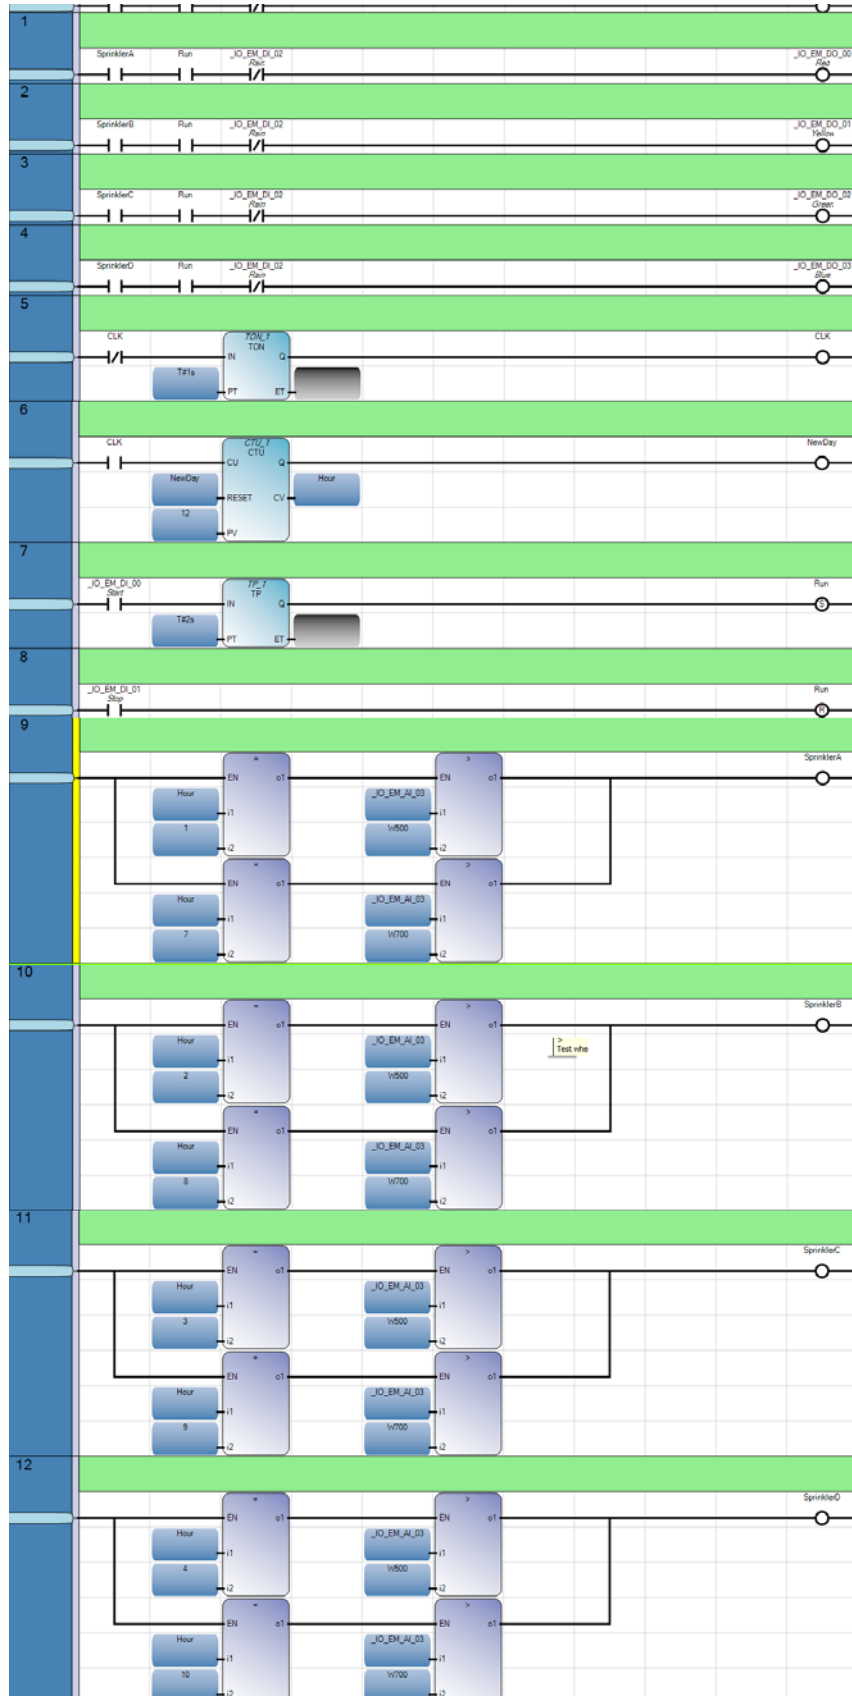 1
SprinklerA Run _IO_EM_DI_02 _IO_EM_DO_00
Rain Red
2
SprinklerB Run _IO_EM_DI_02 _IO_EM_DO_01
Rain Yellow
3
SprinklerC Run _IO_EM_DI_02 _IO_EM_DO_02
Rain Green
4
SprinklerD Run _IO_EM_DI_02 _IO_EM_DO_03
Rain Blue
5
CLK TON_1 CLK
TON
IN Q
T#1s
PT ET
6
CLK CTU_1 NewDay
CTU
CU Q
NewDay Hour
RESET CV
12
PV
7
_IO_EM_DI_00 TP_1 Run
Start TP
IN Q S
T#2s
PT ET
8
_IO_EM_DI_01 Run
Stop
R
9
= > SprinklerA
EN o1 EN o1
Hour _IO_EM_AI_03
i1 i1
1 W500
i2 i2
= >
EN o1 EN o1
Hour _IO_EM_AI_03
i1 i1
7 W700
i2 i2
10
= > SprinklerB
EN o1 EN o1
Hour _IO_EM_AI_03 >
Test whe
i1 i1
2 W500
i2 i2
= >
EN o1 EN o1
Hour _IO_EM_AI_03
i1 i1
8 W700
i2 i2
11
= > SprinklerC
EN o1 EN o1
Hour _IO_EM_AI_03
i1 i1
3 W500
i2 i2
= >
EN o1 EN o1
Hour _IO_EM_AI_03
i1 i1
9 W700
i2 i2
12
= > SprinklerD
EN o1 EN o1
Hour _IO_EM_AI_03
i1 i1
4 W500
i2 i2
= >
EN o1 EN o1
Hour _IO_EM_AI_03
i1 i1
10 W700
i2 i2